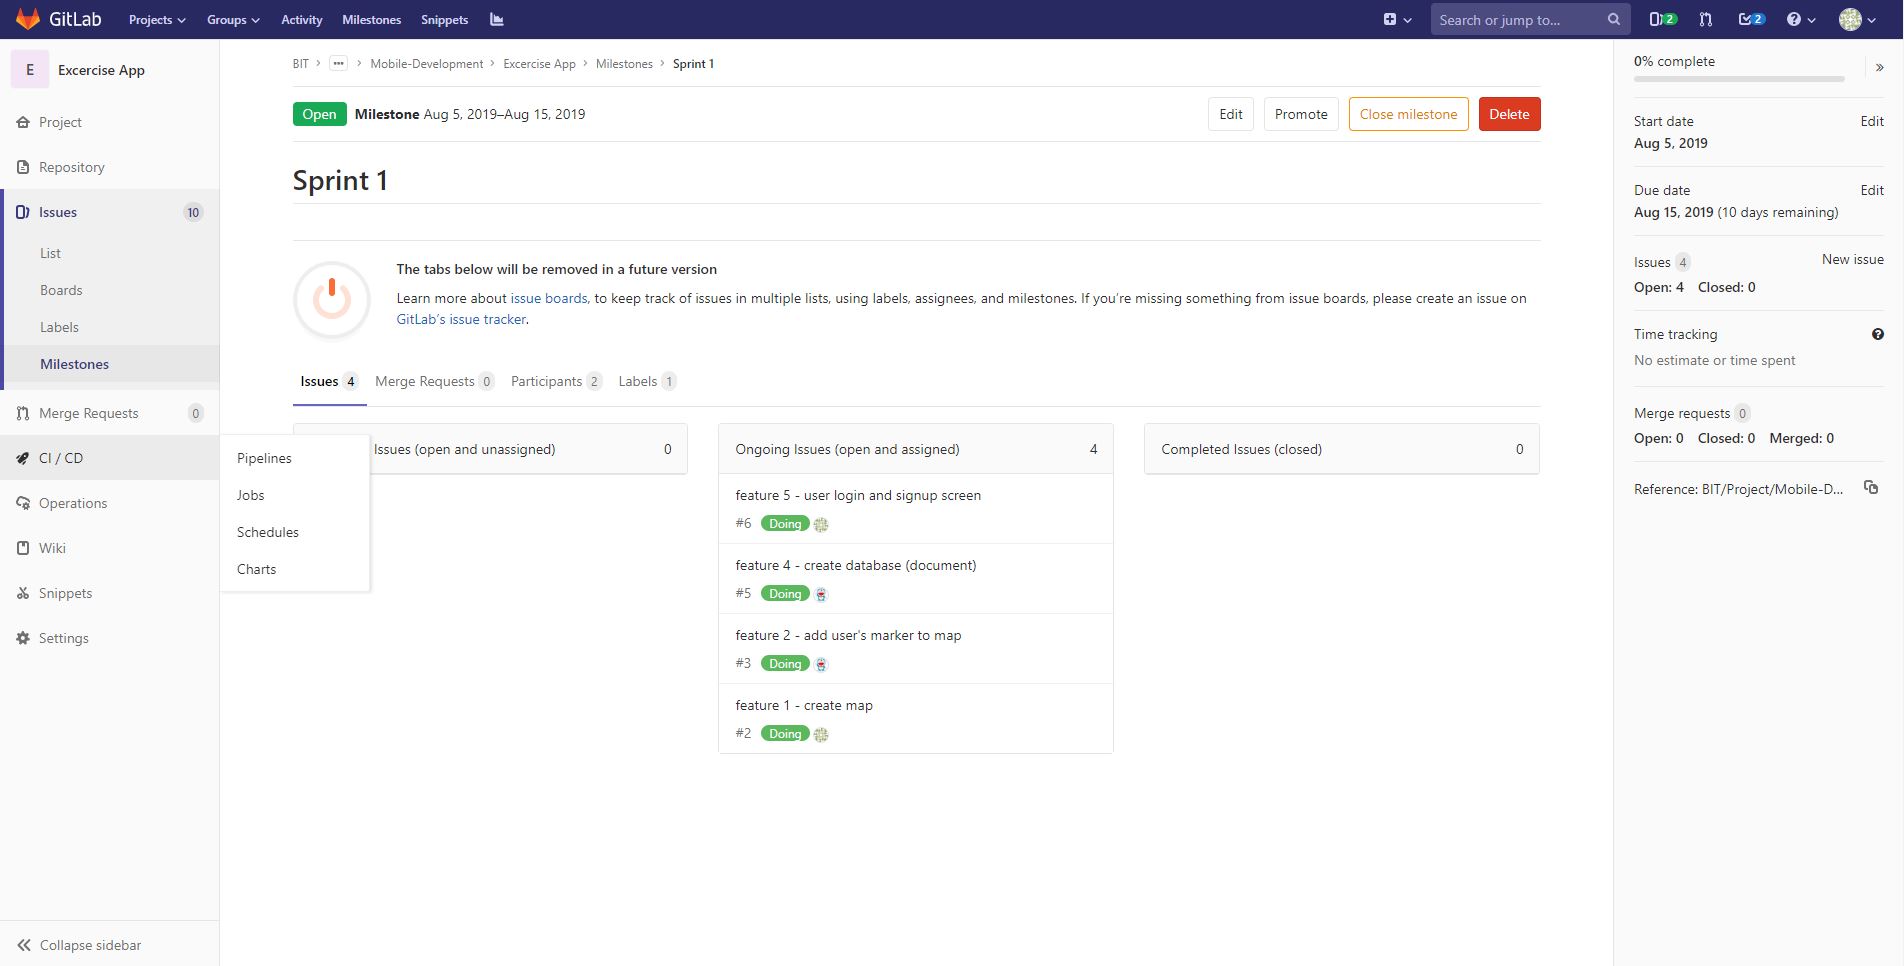 GitLab Projects Groups Activity Milestones Snippets Search or jump to... 2 2
E Excercise App
Project
Repository
Issues 10
List
Boards
Labels
Milestones
Merge Requests 0
CI / CD
Operations
Wiki
Snippets
Settings
Collapse sidebar
Pipelines
Jobs
Schedules
Charts
BIT > ... > Mobile-Development > Excercise App > Milestones > Sprint 1
Open Milestone Aug 5, 2019–Aug 15, 2019 Edit Promote Close milestone Delete
Sprint 1
The tabs below will be removed in a future version
Learn more about issue boards, to keep track of issues in multiple lists, using labels, assignees, and milestones. If you’re missing something from issue boards, please create an issue on
GitLab’s issue tracker.
Issues 4 Merge Requests 0 Participants 2 Labels 1
Issues (open and unassigned) 0
Ongoing Issues (open and assigned) 4
feature 5 - user login and signup screen
#6 Doing
feature 4 - create database (document)
#5 Doing
feature 2 - add user's marker to map
#3 Doing
feature 1 - create map
#2 Doing
Completed Issues (closed) 0
0% complete »
Start date Edit
Aug 5, 2019
Due date Edit
Aug 15, 2019 (10 days remaining)
Issues 4 New issue
Open: 4 Closed: 0
Time tracking ?
No estimate or time spent
Merge requests 0
Open: 0 Closed: 0 Merged: 0
Reference: BIT/Project/Mobile-D...